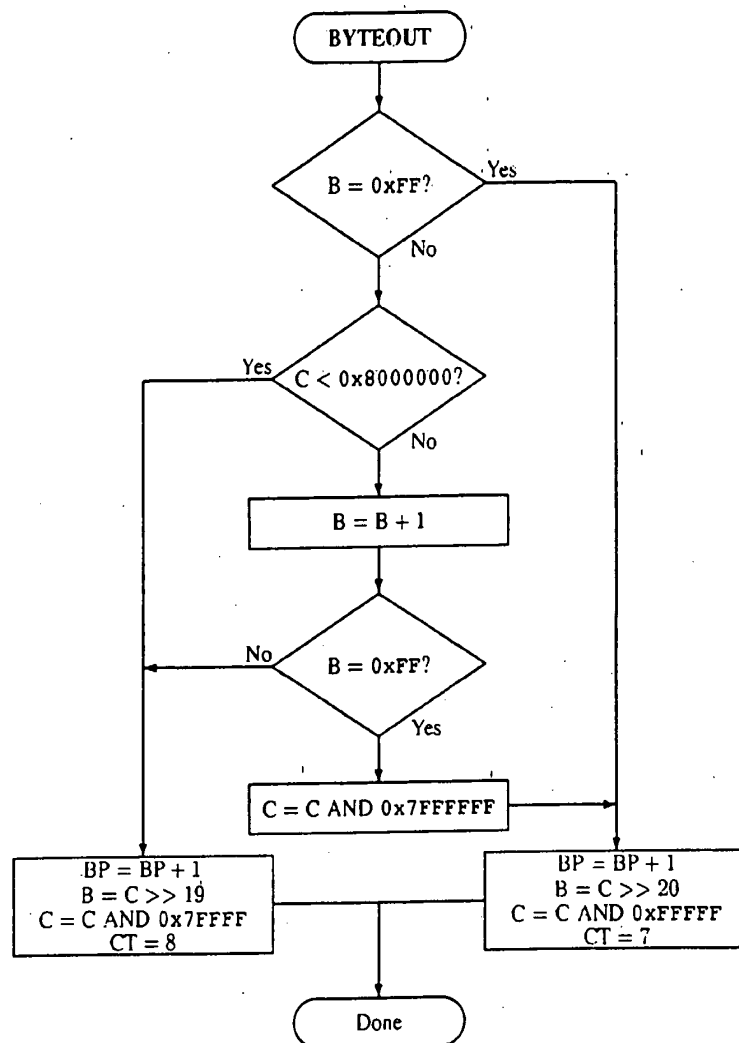 BYTEOUT
B = 0xFF?
Yes
No
Yes
C < 0x8000000?
No
B = B + 1
No
B = 0xFF?
Yes
C = C AND 0x7FFFFFF
BP = BP + 1
B = C >> 19
C = C AND 0x7FFFF
CT = 8
BP = BP + 1
B = C >> 20
C = C AND 0xFFFFF
CT = 7
Done